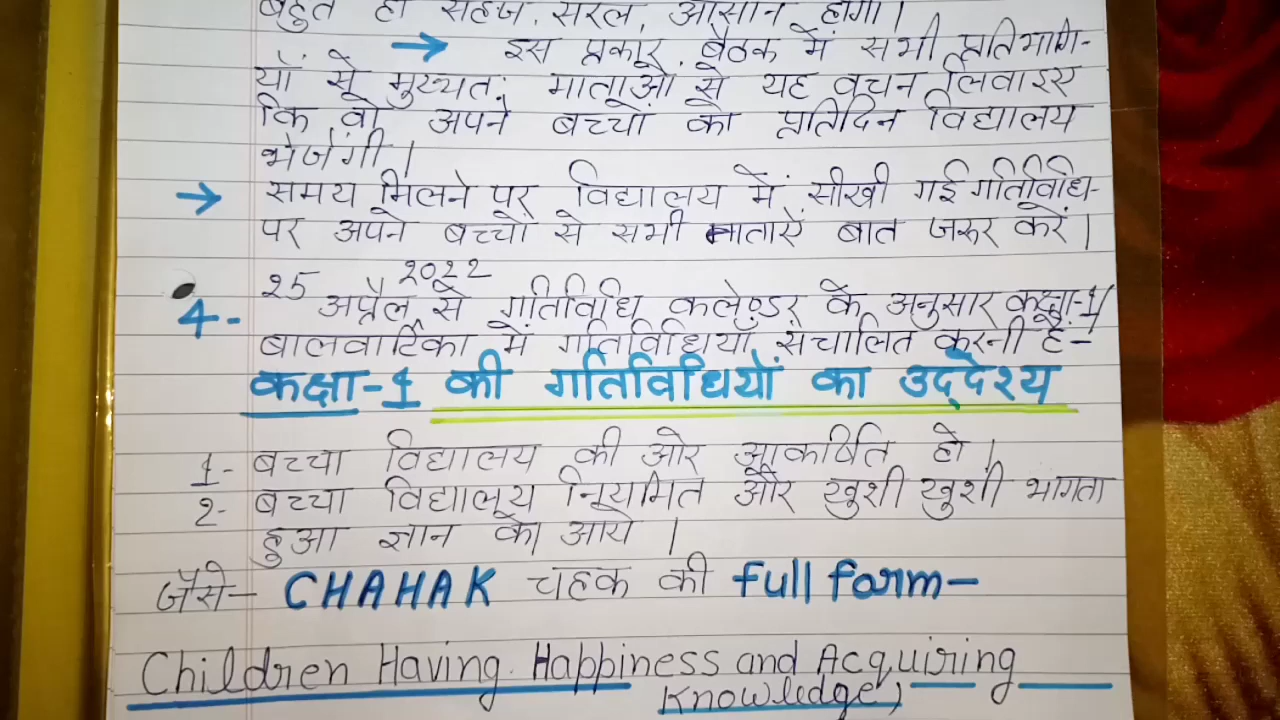 बहुत ही सहज, सरल, आसान होगा।
→ इस प्रकार, बैठक में सभी प्रतिभागि-
यों से मुख्यत: माताओं से यह वचन लिवाइए
कि वो अपने बच्चों को प्रतिदिन विद्यालय
भेजेंगी।
→ समय मिलने पर विद्यालय में सीखी गई गतिविधि-
पर अपने बच्चों से सभी माताऐं बात जरूर करें।
4- 25 अप्रैल 2022 से गतिविधि कलेण्डर के अनुसार कक्षा-1/
बालवाटिका में गतिविधियाँ संचालित करनी हैं-
कक्षा-1 की गतिविधियों का उद्देश्य
1- बच्चा विद्यालय की ओर आकर्षित हो।
2- बच्चा विद्यालय नियमित और खुशी खुशी भागता
हुआ ज्ञान को आये।
जैसे- CHAHAK चहक की full form-
Children Having Happiness and Acquiring
Knowledge,